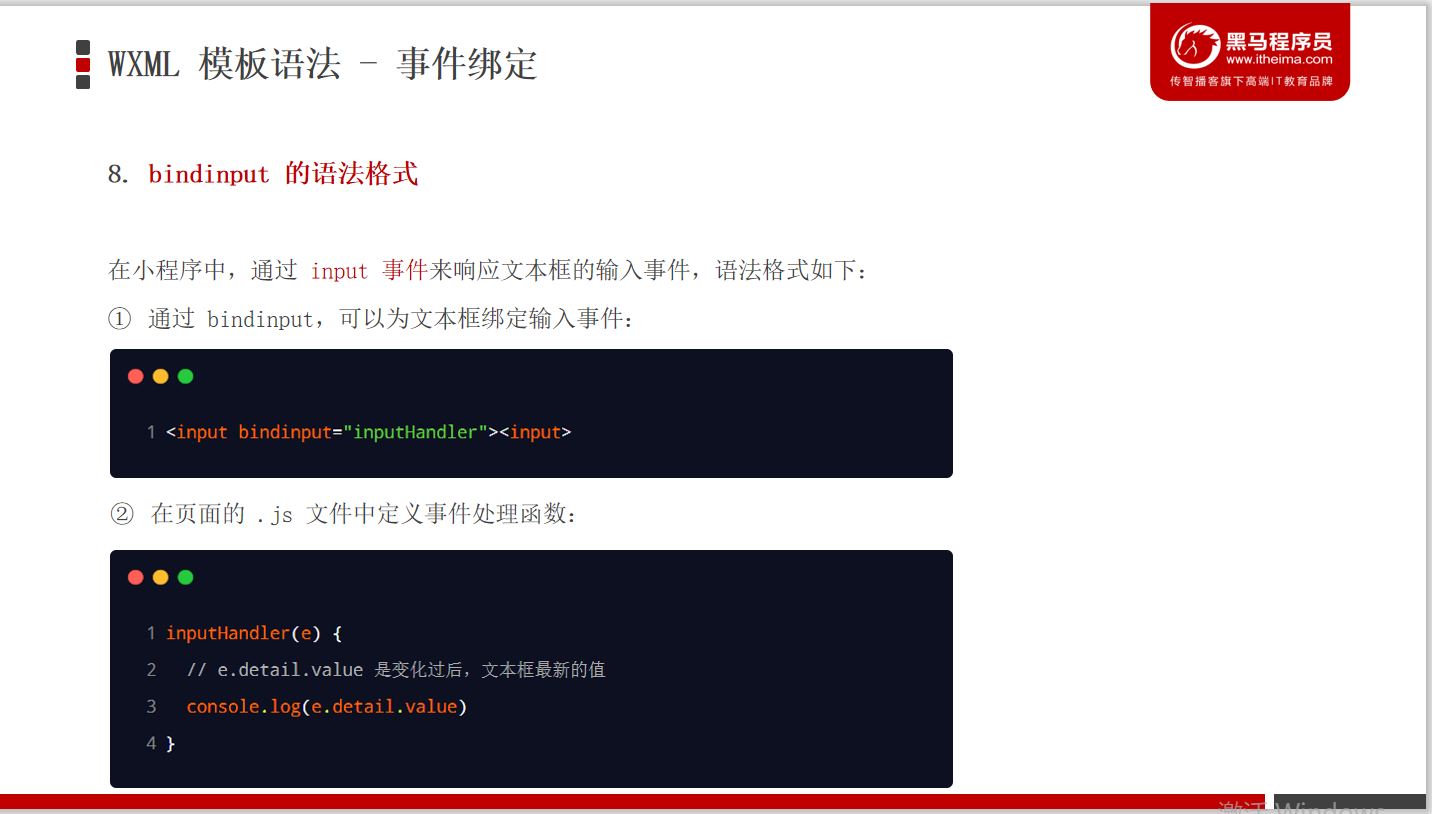 WXML 模板语法 - 事件绑定
黑马程序员
www.itheima.com
传智播客旗下高端IT教育品牌
8. bindinput 的语法格式
在小程序中，通过 input 事件来响应文本框的输入事件，语法格式如下：
① 通过 bindinput，可以为文本框绑定输入事件：
1 <input bindinput="inputHandler"><input>
② 在页面的 .js 文件中定义事件处理函数：
1 inputHandler(e) {
2 // e.detail.value 是变化过后，文本框最新的值
3 console.log(e.detail.value)
4 }
激活 Windows